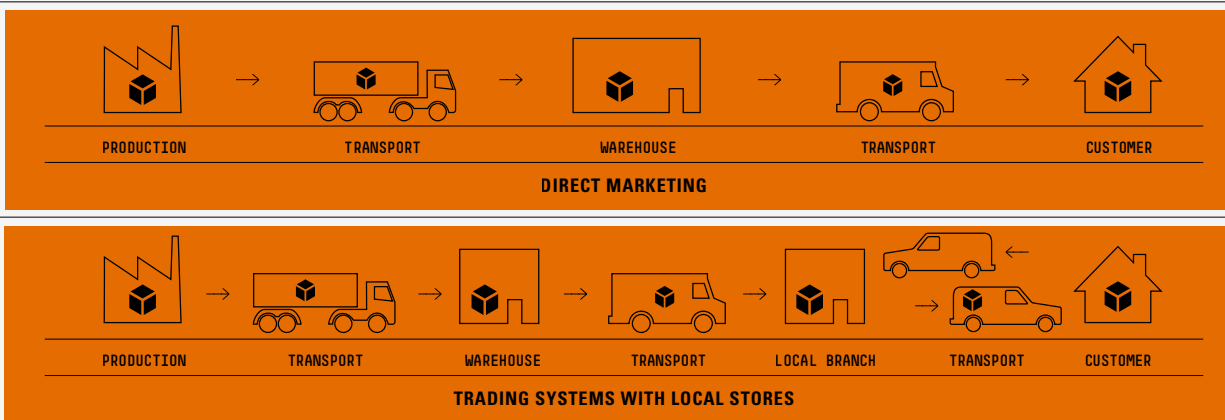 PRODUCTION TRANSPORT WAREHOUSE TRANSPORT CUSTOMER
DIRECT MARKETING
PRODUCTION TRANSPORT WAREHOUSE TRANSPORT LOCAL BRANCH TRANSPORT CUSTOMER
TRADING SYSTEMS WITH LOCAL STORES